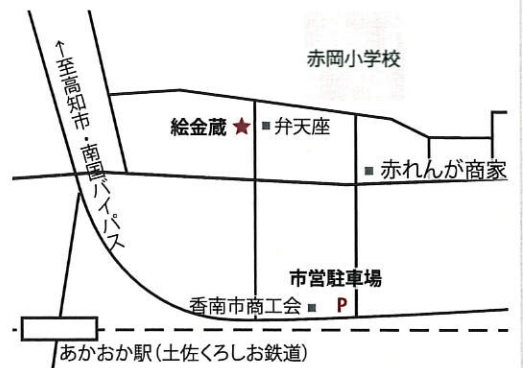 赤岡小学校
←至高知市・南国バイパス
絵金蔵 ★
弁天座
赤れんが商家
市営駐車場
香南市商工会
P
あかおか駅（土佐くろしお鉄道）